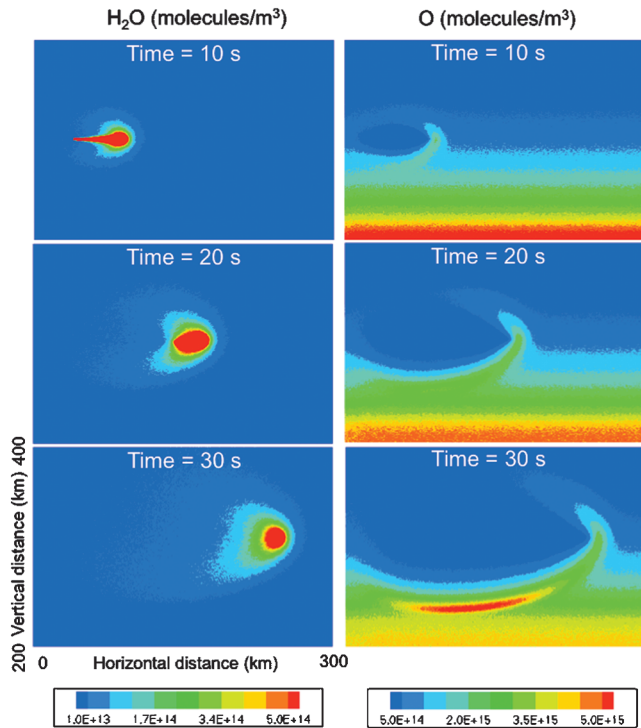 H₂O (molecules/m³)
O (molecules/m³)
Time = 10 s
Time = 10 s
Time = 20 s
Time = 20 s
Time = 30 s
Time = 30 s
200 Vertical distance (km) 400
0 Horizontal distance (km) 300
1.0E+13 1.7E+14 3.4E+14 5.0E+14
5.0E+14 2.0E+15 3.5E+15 5.0E+15